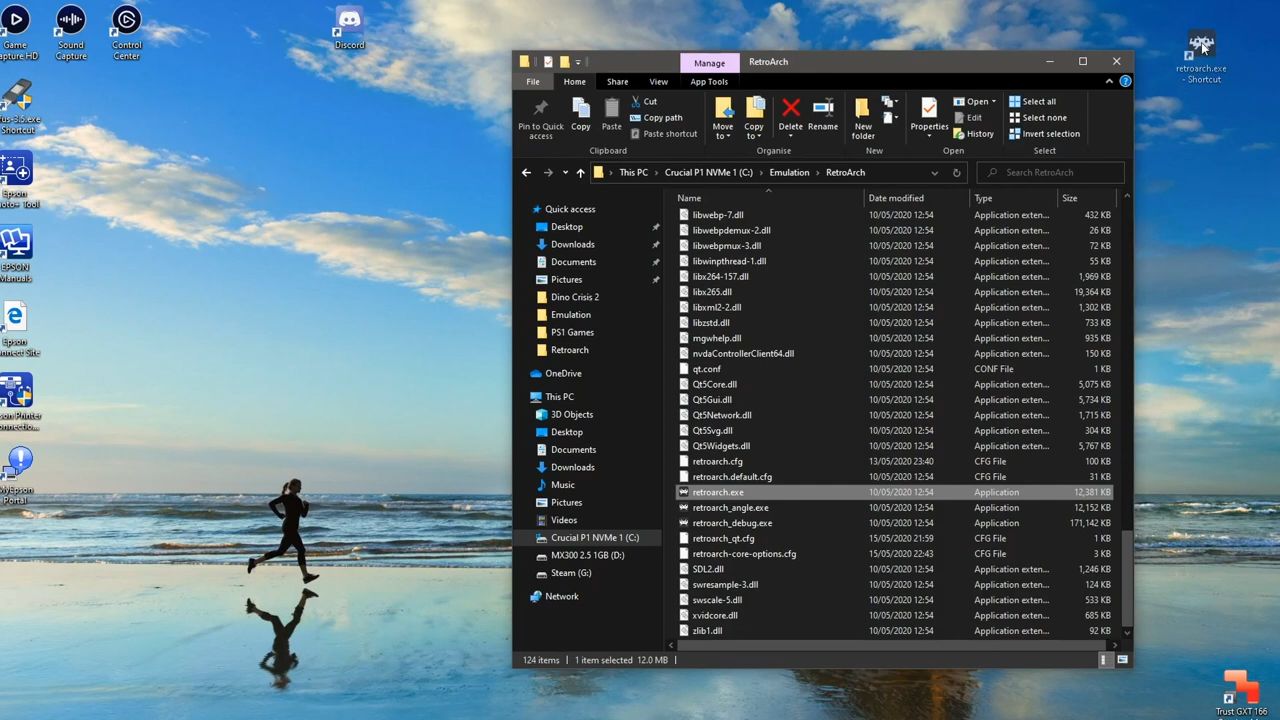 Game
Capture HD
Sound
Capture
Control
Center
Discord
retroarch.exe
- Shortcut
rus-3.5.exe
Shortcut
Epson
oto+ Tool
EPSON
Manuals
Epson
nnect Site
son Printer
onnection...
MyEpson
Portal
Trust GXT 166
Manage
RetroArch
File
Home
Share
View
App Tools
Pin to Quick
access
Copy
Paste
Cut
Copy path
Paste shortcut
Clipboard
Move
to
Copy
to
Delete
Rename
Organise
New
folder
New
Properties
Open
Edit
History
Open
Select all
Select none
Invert selection
Select
This PC
Crucial P1 NVMe 1 (C:)
Emulation
RetroArch
Search RetroArch
Quick access
Desktop
Downloads
Documents
Pictures
Dino Crisis 2
Emulation
PS1 Games
Retroarch
OneDrive
This PC
3D Objects
Desktop
Documents
Downloads
Music
Pictures
Videos
Crucial P1 NVMe 1 (C:)
MX300 2.5 1GB (D:)
Steam (G:)
Network
Name Date modified Type Size
libwebp-7.dll 10/05/2020 12:54 Application exten... 432 KB
libwebpdemux-2.dll 10/05/2020 12:54 Application exten... 26 KB
libwebpmux-3.dll 10/05/2020 12:54 Application exten... 72 KB
libwinpthread-1.dll 10/05/2020 12:54 Application exten... 55 KB
libx264-157.dll 10/05/2020 12:54 Application exten... 1,969 KB
libx265.dll 10/05/2020 12:54 Application exten... 19,364 KB
libxml2-2.dll 10/05/2020 12:54 Application exten... 1,302 KB
libzstd.dll 10/05/2020 12:54 Application exten... 733 KB
mgwhelp.dll 10/05/2020 12:54 Application exten... 935 KB
nvdaControllerClient64.dll 10/05/2020 12:54 Application exten... 150 KB
qt.conf 10/05/2020 12:54 CONF File 1 KB
Qt5Core.dll 10/05/2020 12:54 Application exten... 5,075 KB
Qt5Gui.dll 10/05/2020 12:54 Application exten... 5,734 KB
Qt5Network.dll 10/05/2020 12:54 Application exten... 1,715 KB
Qt5Svg.dll 10/05/2020 12:54 Application exten... 304 KB
Qt5Widgets.dll 10/05/2020 12:54 Application exten... 5,767 KB
retroarch.cfg 13/05/2020 23:40 CFG File 100 KB
retroarch.default.cfg 10/05/2020 12:54 CFG File 31 KB
retroarch.exe 10/05/2020 12:54 Application 12,381 KB
retroarch_angle.exe 10/05/2020 12:54 Application 12,152 KB
retroarch_debug.exe 10/05/2020 12:54 Application 171,142 KB
retroarch_qt.cfg 15/05/2020 21:59 CFG File 1 KB
retroarch-core-options.cfg 15/05/2020 22:43 CFG File 3 KB
SDL2.dll 10/05/2020 12:54 Application exten... 1,246 KB
swresample-3.dll 10/05/2020 12:54 Application exten... 124 KB
swscale-5.dll 10/05/2020 12:54 Application exten... 533 KB
xvidcore.dll 10/05/2020 12:54 Application exten... 685 KB
zlib1.dll 10/05/2020 12:54 Application exten... 92 KB
124 items
1 item selected 12.0 MB